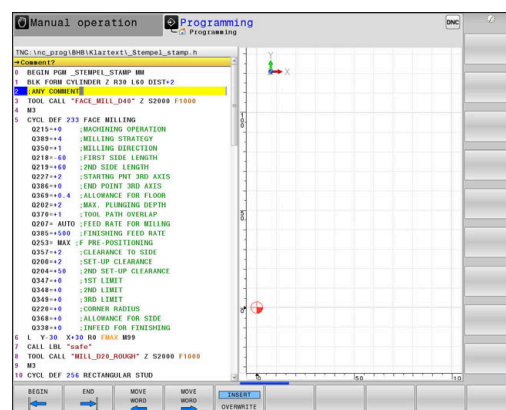 Manual operation
Programming
Programming
DNC
TNC:\nc_prog\BHB\Klartext\_Stempel_stamp.h
→Comment?
0 BEGIN PGM _STEMPEL_STAMP MM
1 BLK FORM CYLINDER Z R30 L60 DIST+2
2 ;ANY COMMENT
3 TOOL CALL "FACE_MILL_D40" Z S2000 F1000
4 M3
5 CYCL DEF 233 FACE MILLING
Q215=+0 ;MACHINING OPERATION
Q389=+4 ;MILLING STRATEGY
Q350=+1 ;MILLING DIRECTION
Q218=-60 ;FIRST SIDE LENGTH
Q219=+60 ;2ND SIDE LENGTH
Q227=+2 ;STARTNG PNT 3RD AXIS
Q386=+0 ;END POINT 3RD AXIS
Q369=+0.4 ;ALLOWANCE FOR FLOOR
Q202=+2 ;MAX. PLUNGING DEPTH
Q370=+1 ;TOOL PATH OVERLAP
Q207= AUTO ;FEED RATE FOR MILLNG
Q385=+500 ;FINISHING FEED RATE
Q253= MAX ;F PRE-POSITIONING
Q357=+2 ;CLEARANCE TO SIDE
Q200=+2 ;SET-UP CLEARANCE
Q204=+50 ;2ND SET-UP CLEARANCE
Q347=+0 ;1ST LIMIT
Q348=+0 ;2ND LIMIT
Q349=+0 ;3RD LIMIT
Q220=+0 ;CORNER RADIUS
Q368=+0 ;ALLOWANCE FOR SIDE
Q338=+0 ;INFEED FOR FINISHING
6 L Y-30 X+30 R0 FMAX M99
7 CALL LBL "safe"
8 TOOL CALL "MILL_D20_ROUGH" Z S2000 F1000
9 M3
10 CYCL DEF 256 RECTANGULAR STUD
Y
X
100
50
0
0
50
10
BEGIN
END
MOVE WORD
MOVE WORD
INSERT
OVERWRITE